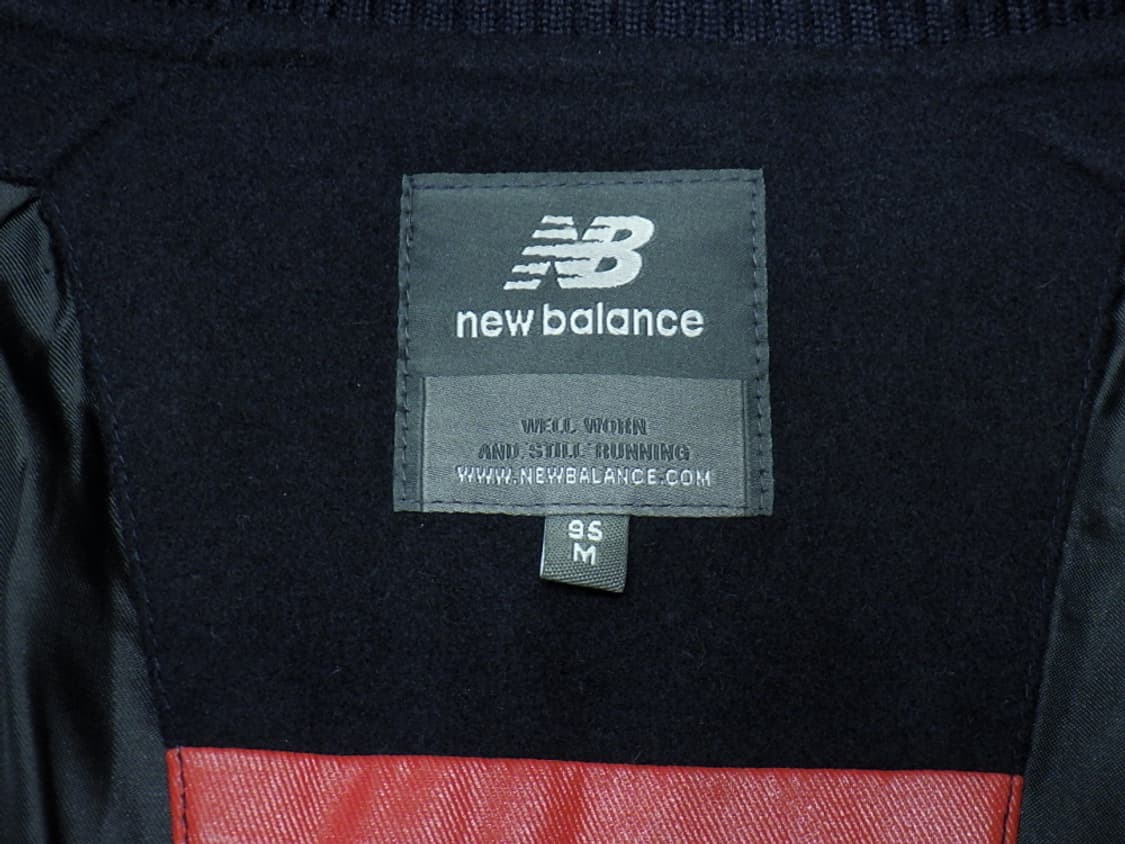 NB
new balance
WELL WORN
AND STILL RUNNING
WWW.NEWBALANCE.COM
95
M